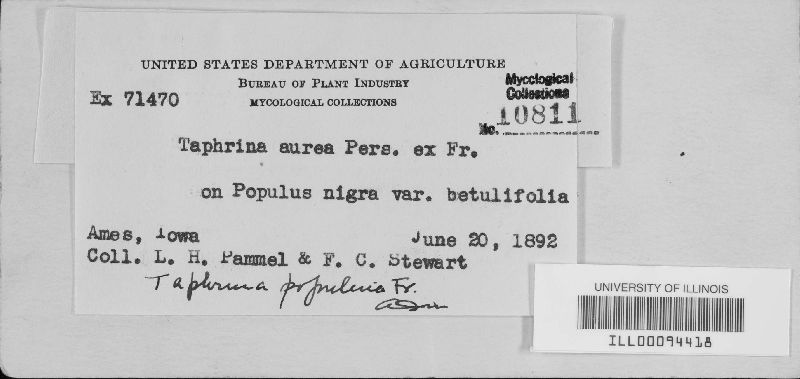 UNITED STATES DEPARTMENT OF AGRICULTURE
BUREAU OF PLANT INDUSTRY
MYCOLOGICAL COLLECTIONS
Ex 71470
Mycological
Collections
No. 10811
Taphrina aurea Pers. ex Fr.
on Populus nigra var. betulifolia
Ames, Iowa June 20, 1892
Coll. L. H. Pammel & F. C. Stewart
Taphrina populina Fr.
UNIVERSITY OF ILLINOIS
ILL00094418